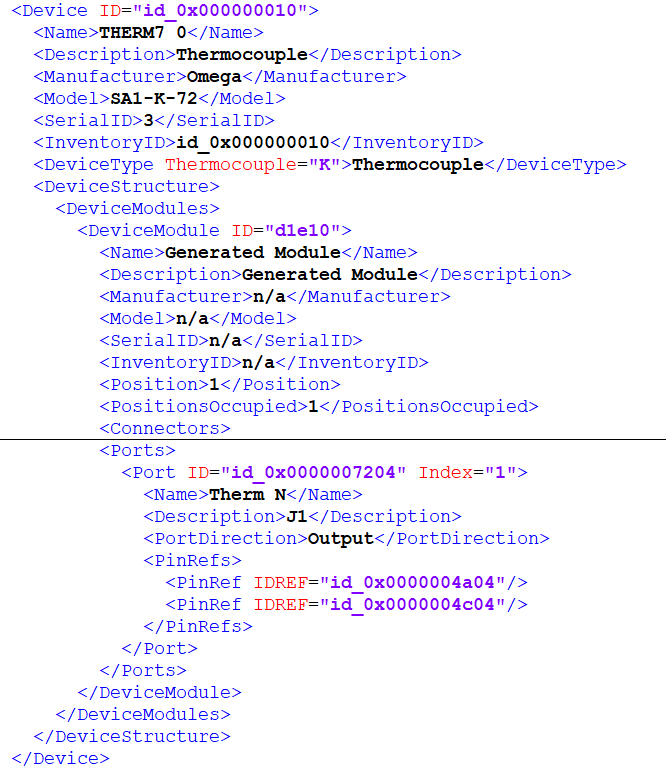 <Device ID="id_0x000000010">
<Name>THERM7 0</Name>
<Description>Thermocouple</Description>
<Manufacturer>Omega</Manufacturer>
<Model>SA1-K-72</Model>
<SerialID>3</SerialID>
<InventoryID>id_0x000000010</InventoryID>
<DeviceType Thermocouple="K">Thermocouple</DeviceType>
<DeviceStructure>
<DeviceModules>
<DeviceModule ID="d1e10">
<Name>Generated Module</Name>
<Description>Generated Module</Description>
<Manufacturer>n/a</Manufacturer>
<Model>n/a</Model>
<SerialID>n/a</SerialID>
<InventoryID>n/a</InventoryID>
<Position>1</Position>
<PositionsOccupied>1</PositionsOccupied>
<Connectors>
<Ports>
<Port ID="id_0x0000007204" Index="1">
<Name>Therm N</Name>
<Description>J1</Description>
<PortDirection>Output</PortDirection>
<PinRefs>
<PinRef IDREF="id_0x0000004a04"/>
<PinRef IDREF="id_0x0000004c04"/>
</PinRefs>
</Port>
</Ports>
</DeviceModule>
</DeviceModules>
</DeviceStructure>
</Device>